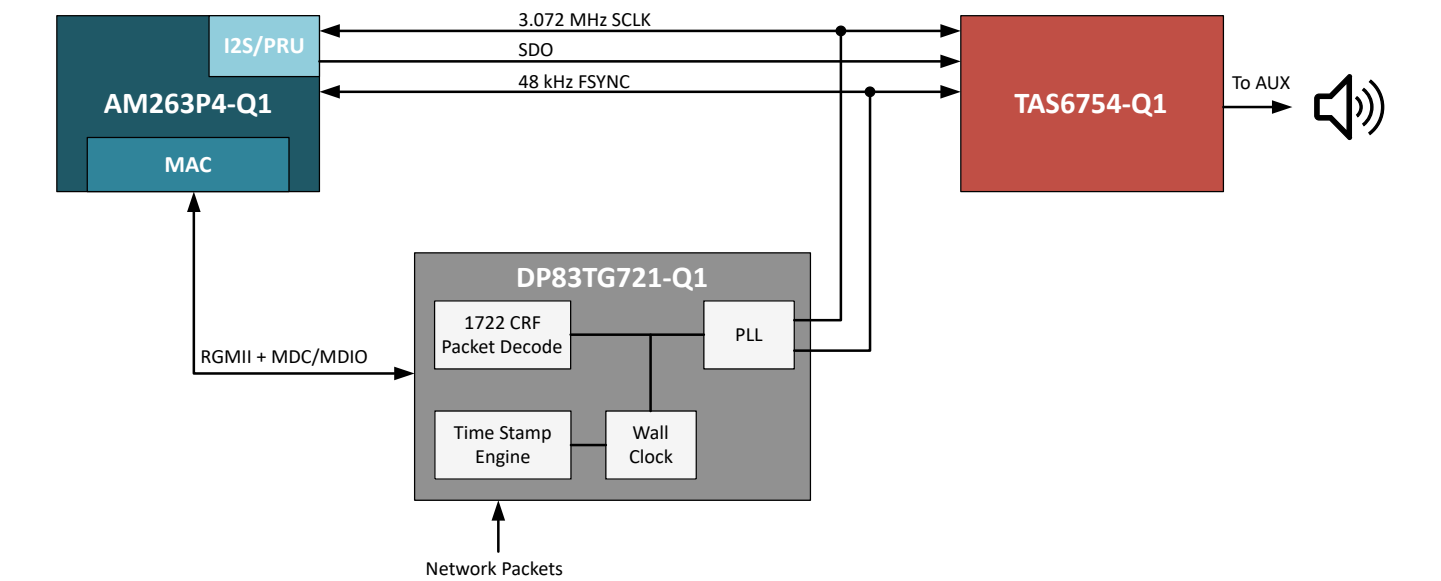 3.072 MHz SCLK
I2S/PRU
SDO
48 kHz FSYNC
AM263P4-Q1
TAS6754-Q1
To AUX
MAC
DP83TG721-Q1
1722 CRF
Packet Decode
PLL
RGMII + MDC/MDIO
Time Stamp
Engine
Wall
Clock
Network Packets